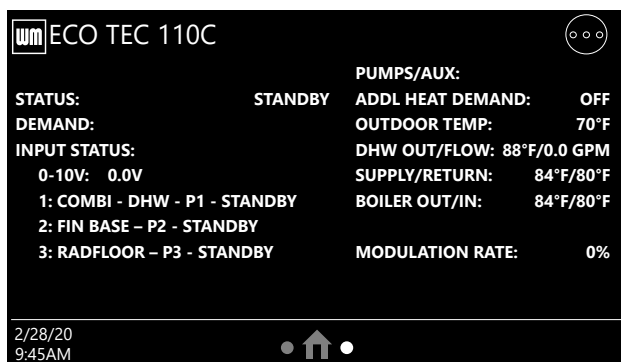 wm ECO TEC 110C
PUMPS/AUX:
STATUS: STANDBY ADDL HEAT DEMAND: OFF
DEMAND: OUTDOOR TEMP: 70°F
INPUT STATUS: DHW OUT/FLOW: 88°F/0.0 GPM
0-10V: 0.0V SUPPLY/RETURN: 84°F/80°F
1: COMBI - DHW - P1 - STANDBY BOILER OUT/IN: 84°F/80°F
2: FIN BASE – P2 - STANDBY
3: RADFLOOR – P3 - STANDBY MODULATION RATE: 0%
2/28/20
9:45AM